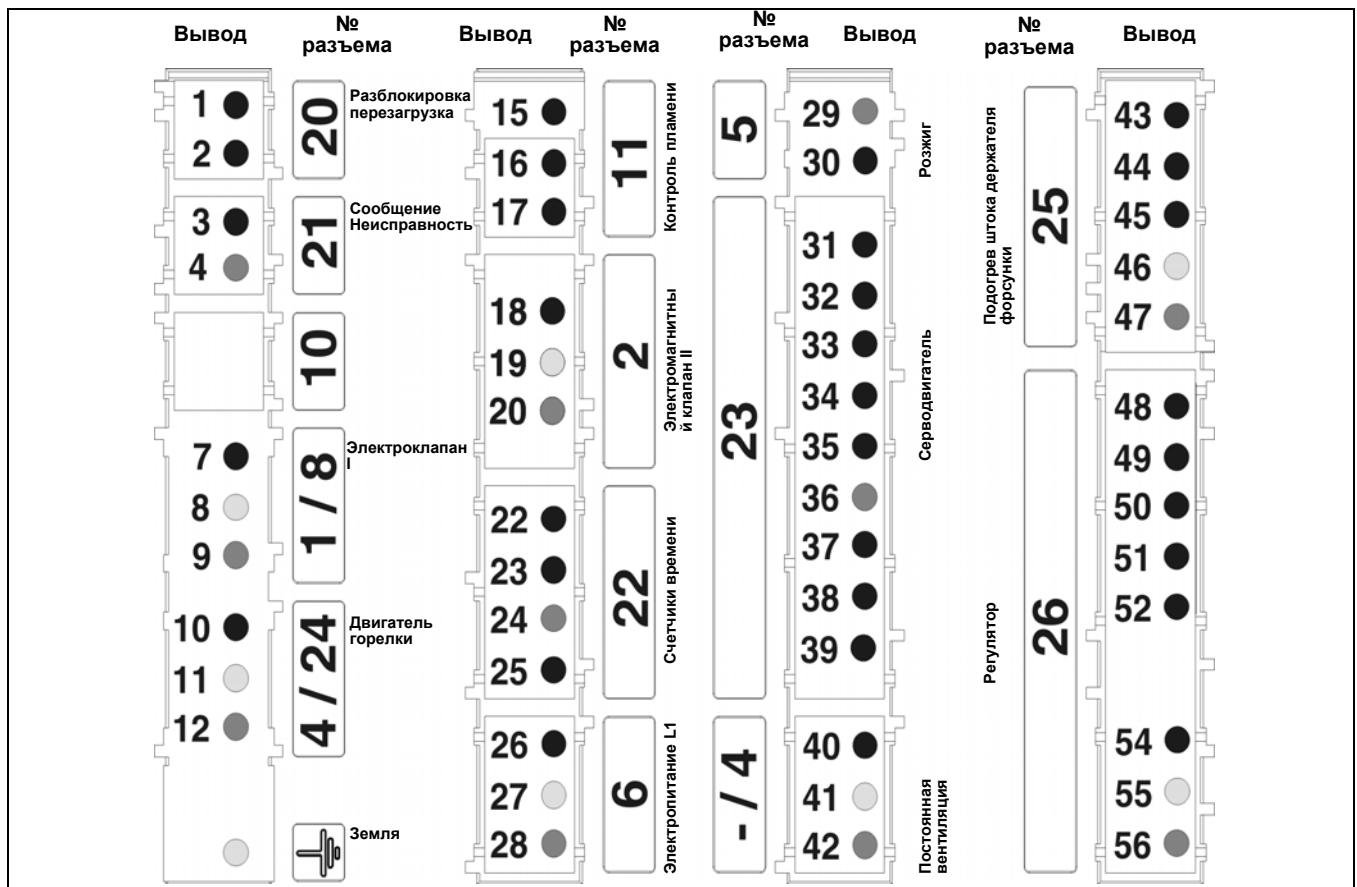 Вывод
№
разъема
Вывод
№
разъема
№
разъема
Вывод
№
разъема
Вывод
1
2
20
Разблокировка
перезагрузка
3
4
21
Сообщение
Неисправность
10
7
8
9
1 / 8
Электроклапан
I
10
11
12
4 / 24
Двигатель
горелки
Земля
15
16
17
11
Контроль пламени
18
19
20
2
Электромагнитны
й клапан II
22
23
24
25
22
Счетчики времени
26
27
28
6
Электропитание L1
5
29
30
Розжиг
23
31
32
33
34
35
36
37
38
39
Серводвигатель
- / 4
40
41
42
Постоянная
вентиляция
Подогрев штока держателя
форсунки
25
43
44
45
46
47
Регулятор
26
48
49
50
51
52
54
55
56